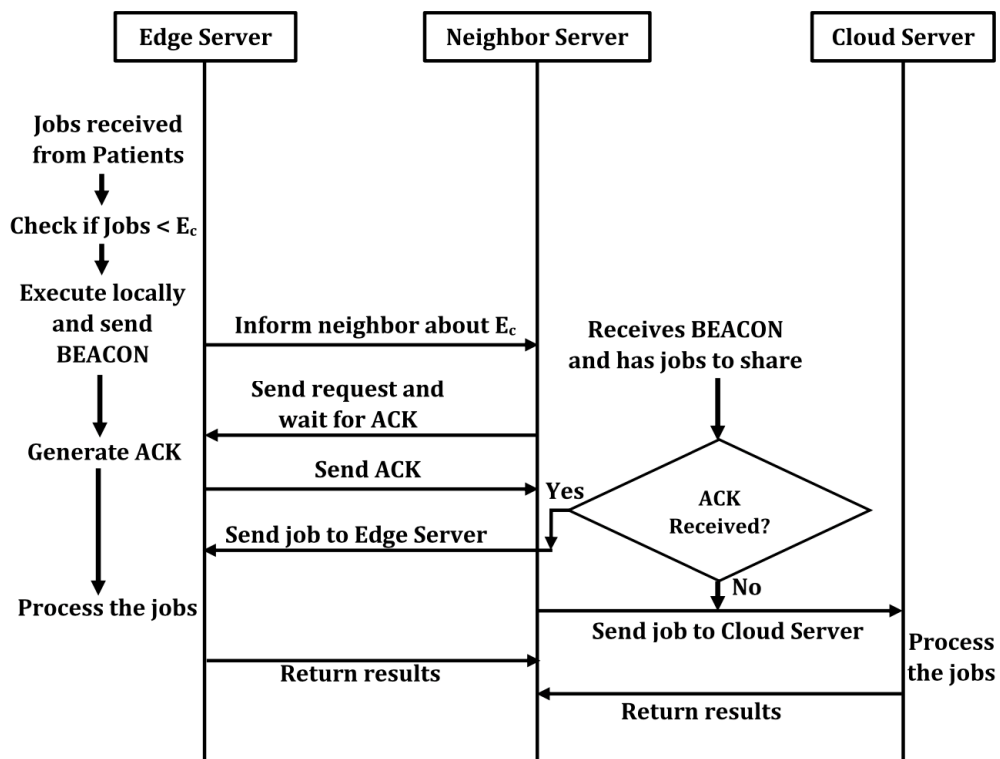 Edge Server
Neighbor Server
Cloud Server
Jobs received
from Patients
Check if Jobs < E_c
Execute locally
and send
BEACON
Inform neighbor about E_c
Receives BEACON
and has jobs to share
Send request and
wait for ACK
Generate ACK
Send ACK
Yes
ACK
Received?
Send job to Edge Server
No
Process the jobs
Send job to Cloud Server
Process
the jobs
Return results
Return results